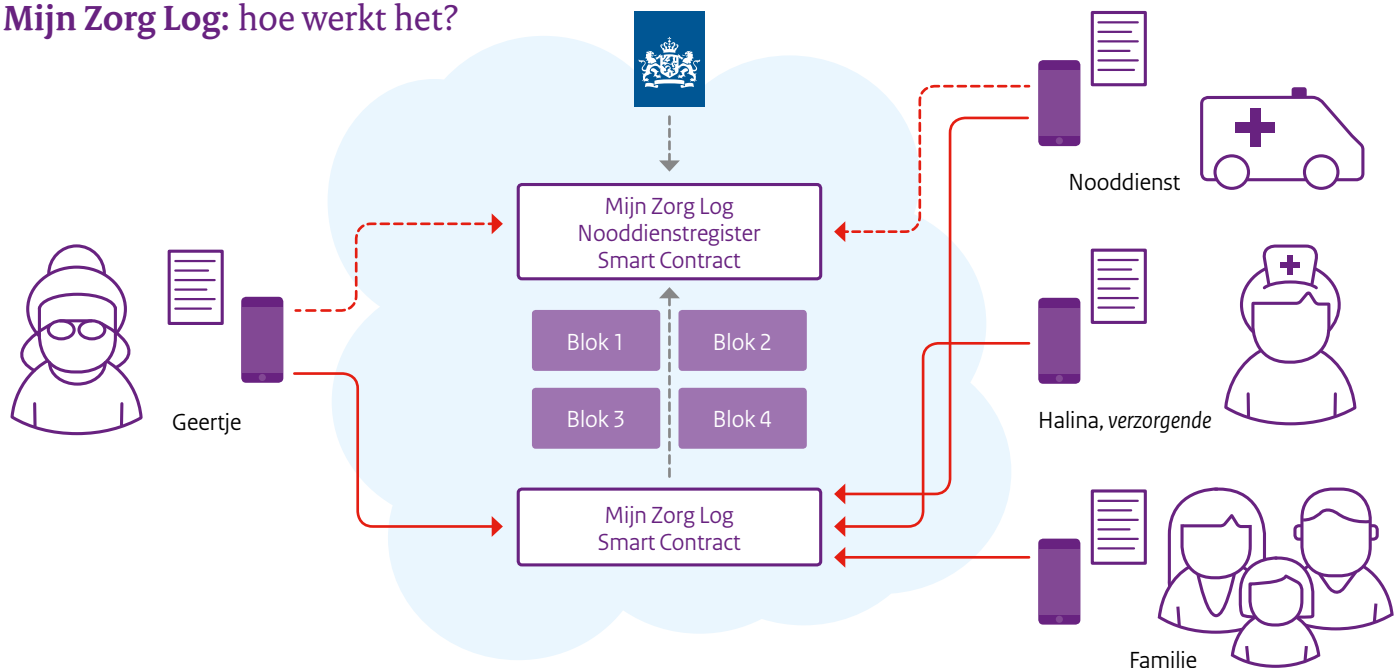 Mijn Zorg Log: hoe werkt het?
Mijn Zorg Log
Nooddienstregister
Smart Contract
Nooddienst
Blok 1
Blok 2
Blok 3
Blok 4
Geertje
Halina, verzorgende
Mijn Zorg Log
Smart Contract
Familie